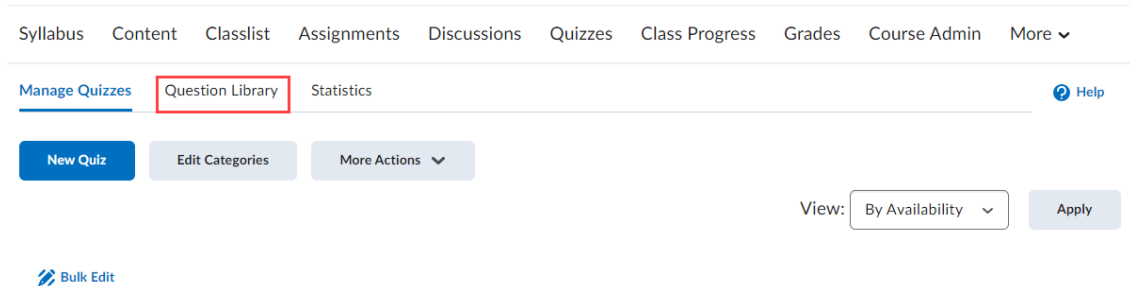 Syllabus Content Classlist Assignments Discussions Quizzes Class Progress Grades Course Admin More
Manage Quizzes Question Library Statistics Help
New Quiz Edit Categories More Actions
View: By Availability Apply
Bulk Edit